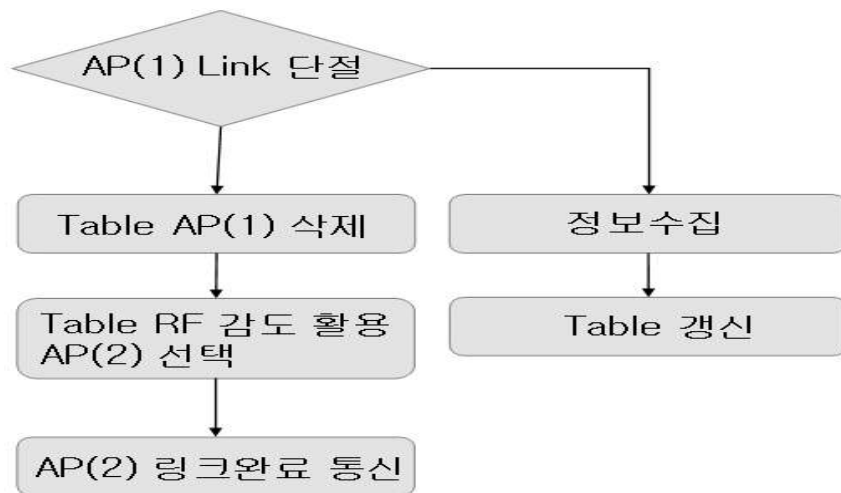 AP(1) Link 단절
Table AP(1) 삭제
Table RF 감도 활용
AP(2) 선택
AP(2) 링크완료 통신
정보수집
Table 갱신